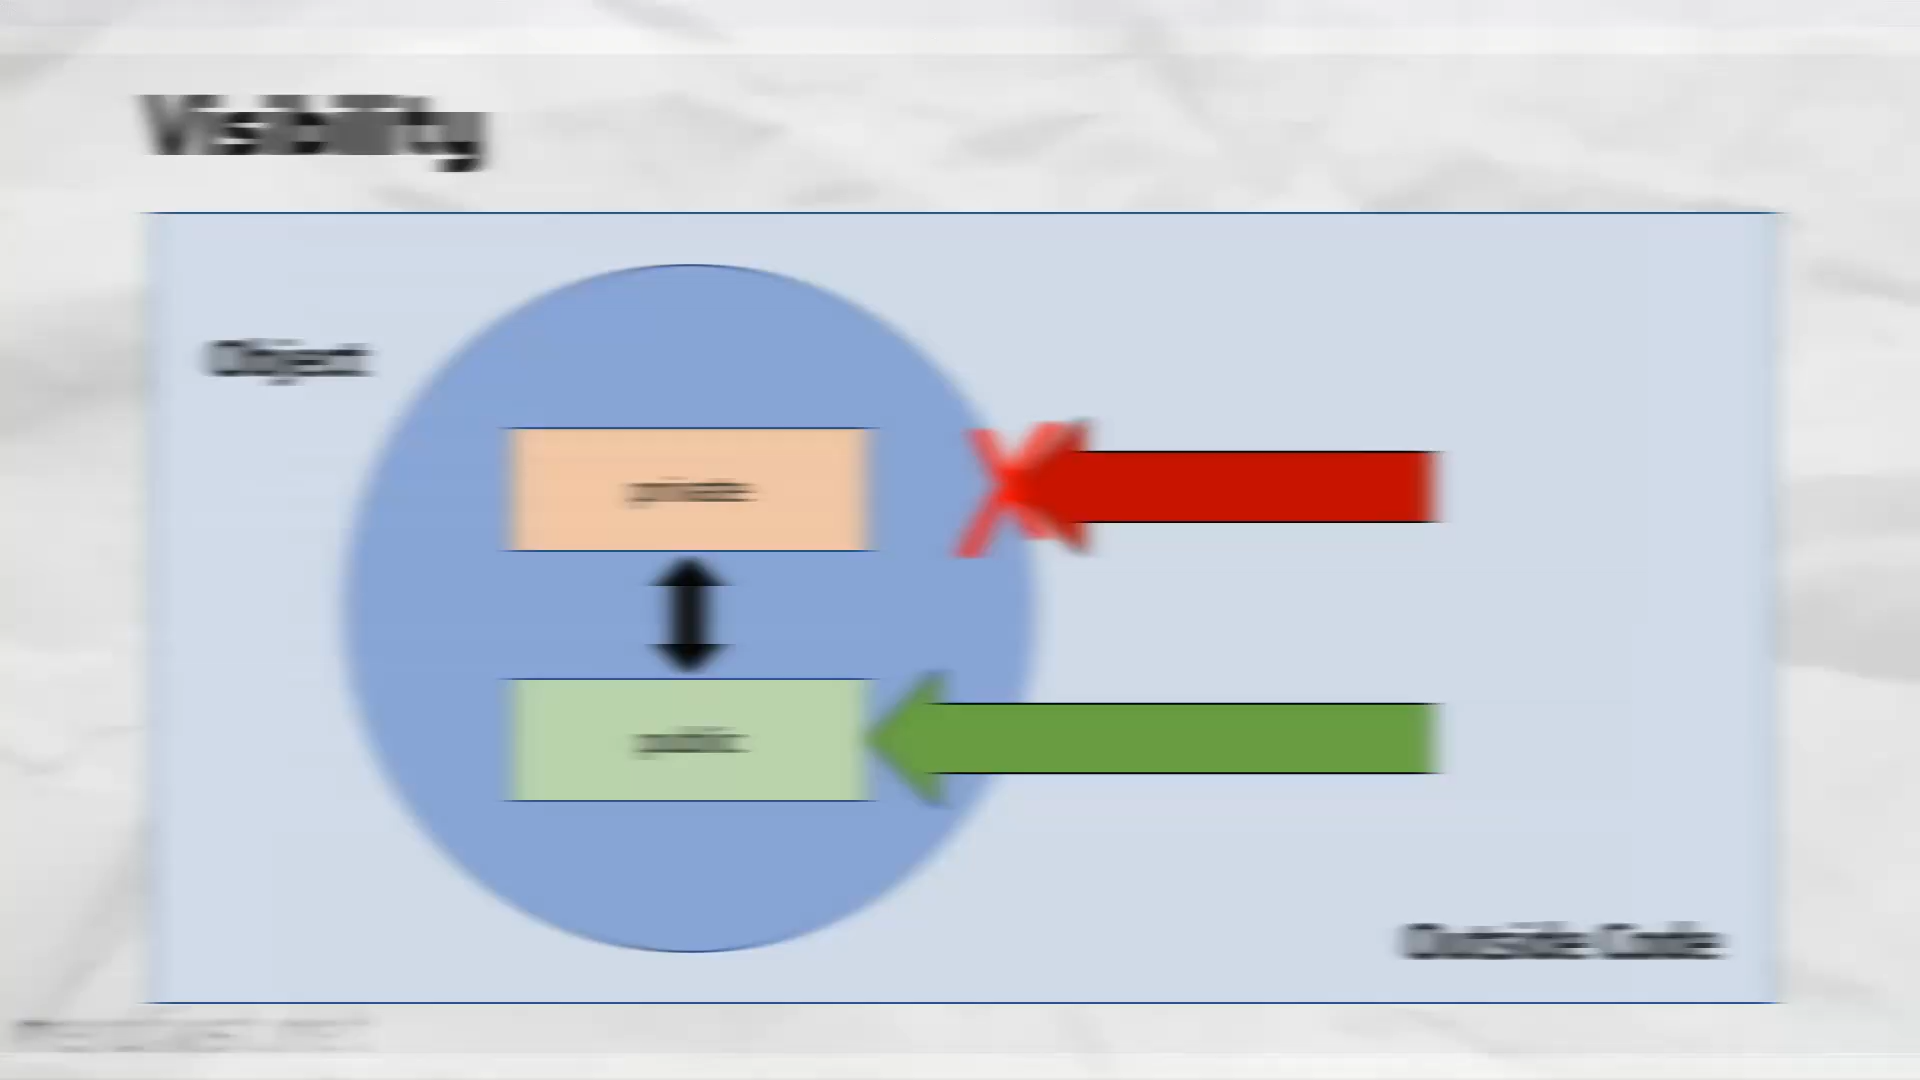 Visibility
Object
private
public
Outside Code